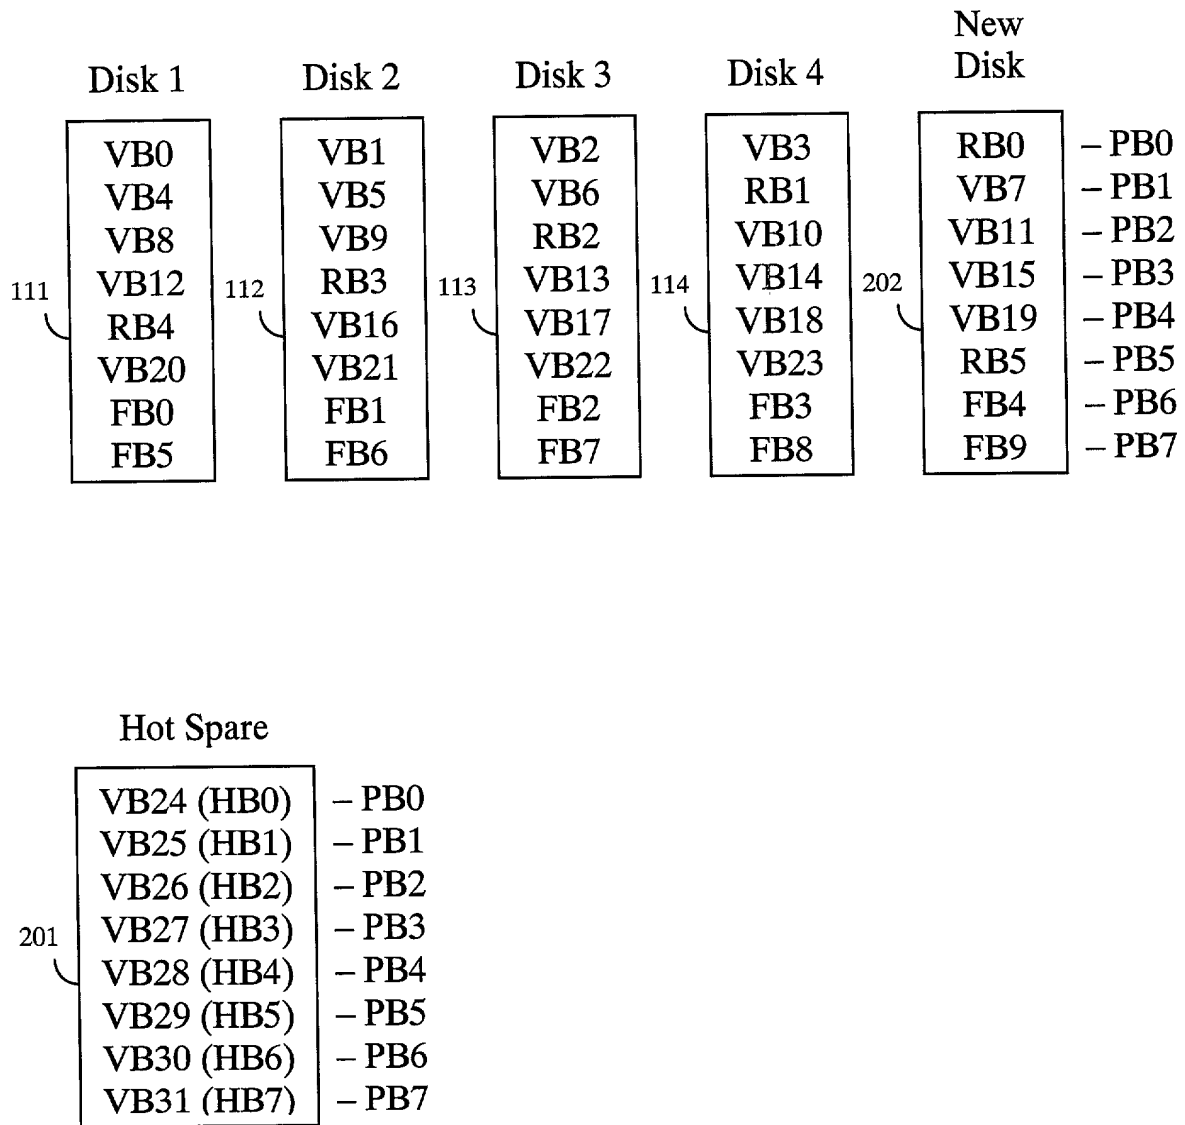 New
Disk 1 Disk 2 Disk 3 Disk 4 Disk
VB0 VB1 VB2 VB3 RB0 – PB0
VB4 VB5 VB6 RB1 VB7 – PB1
VB8 VB9 RB2 VB10 VB11 – PB2
111 VB12 112 RB3 113 VB13 114 VB14 202 VB15 – PB3
RB4 VB16 VB17 VB18 VB19 – PB4
VB20 VB21 VB22 VB23 RB5 – PB5
FB0 FB1 FB2 FB3 FB4 – PB6
FB5 FB6 FB7 FB8 FB9 – PB7
Hot Spare
VB24 (HB0) – PB0
VB25 (HB1) – PB1
VB26 (HB2) – PB2
201 VB27 (HB3) – PB3
VB28 (HB4) – PB4
VB29 (HB5) – PB5
VB30 (HB6) – PB6
VB31 (HB7) – PB7